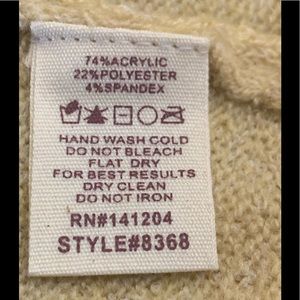 74%ACRYLIC
22%POLYESTER
4%SPANDEX
HAND WASH COLD
DO NOT BLEACH
FLAT DRY
FOR BEST RESULTS
DRY CLEAN
DO NOT IRON
RN#141204
STYLE#8368